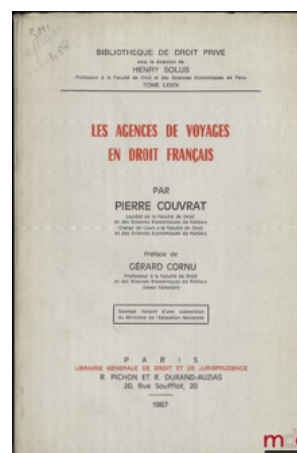 BIBLIOTHEQUE DE DROIT PRIVE
sous la direction de
HENRY SOLUS
Professeur à la Faculté de Droit et des Sciences Economiques de Paris
TOME LXXIV
LES AGENCES DE VOYAGES
EN DROIT FRANÇAIS
PAR
PIERRE COUVRAT
Lauréat de la Faculté de Droit
et des Sciences Economiques de Poitiers
Chargé de Cours à la Faculté de Droit
et des Sciences Economiques de Poitiers
Préface de
GÉRARD CORNU
Professeur à la Faculté de Droit
et des Sciences Economiques de Poitiers
Doyen honoraire
Ouvrage honoré d'une subvention
du Ministère de l'Education Nationale
PARIS
LIBRAIRIE GENERALE DE DROIT ET DE JURISPRUDENCE
R. PICHON ET R. DURAND-AUZIAS
20, Rue Soufflot, 20
1967